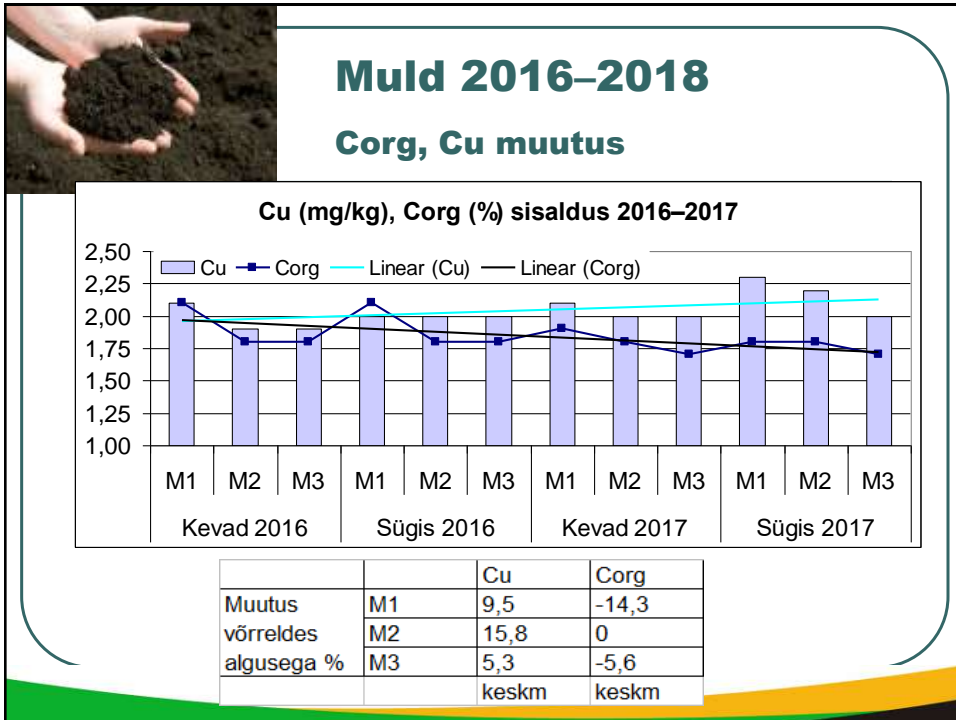 Muld 2016–2018
Corg, Cu muutus
Cu (mg/kg), Corg (%) sisaldus 2016–2017
2,50
2,25
2,00
1,75
1,50
1,25
1,00
Cu Corg Linear (Cu) Linear (Corg)
M1 M2 M3 M1 M2 M3 M1 M2 M3 M1 M2 M3
Kevad 2016 Sügis 2016 Kevad 2017 Sügis 2017
Cu Corg
Muutus M1 9,5 -14,3
võrreldes M2 15,8 0
algusega % M3 5,3 -5,6
keskm keskm